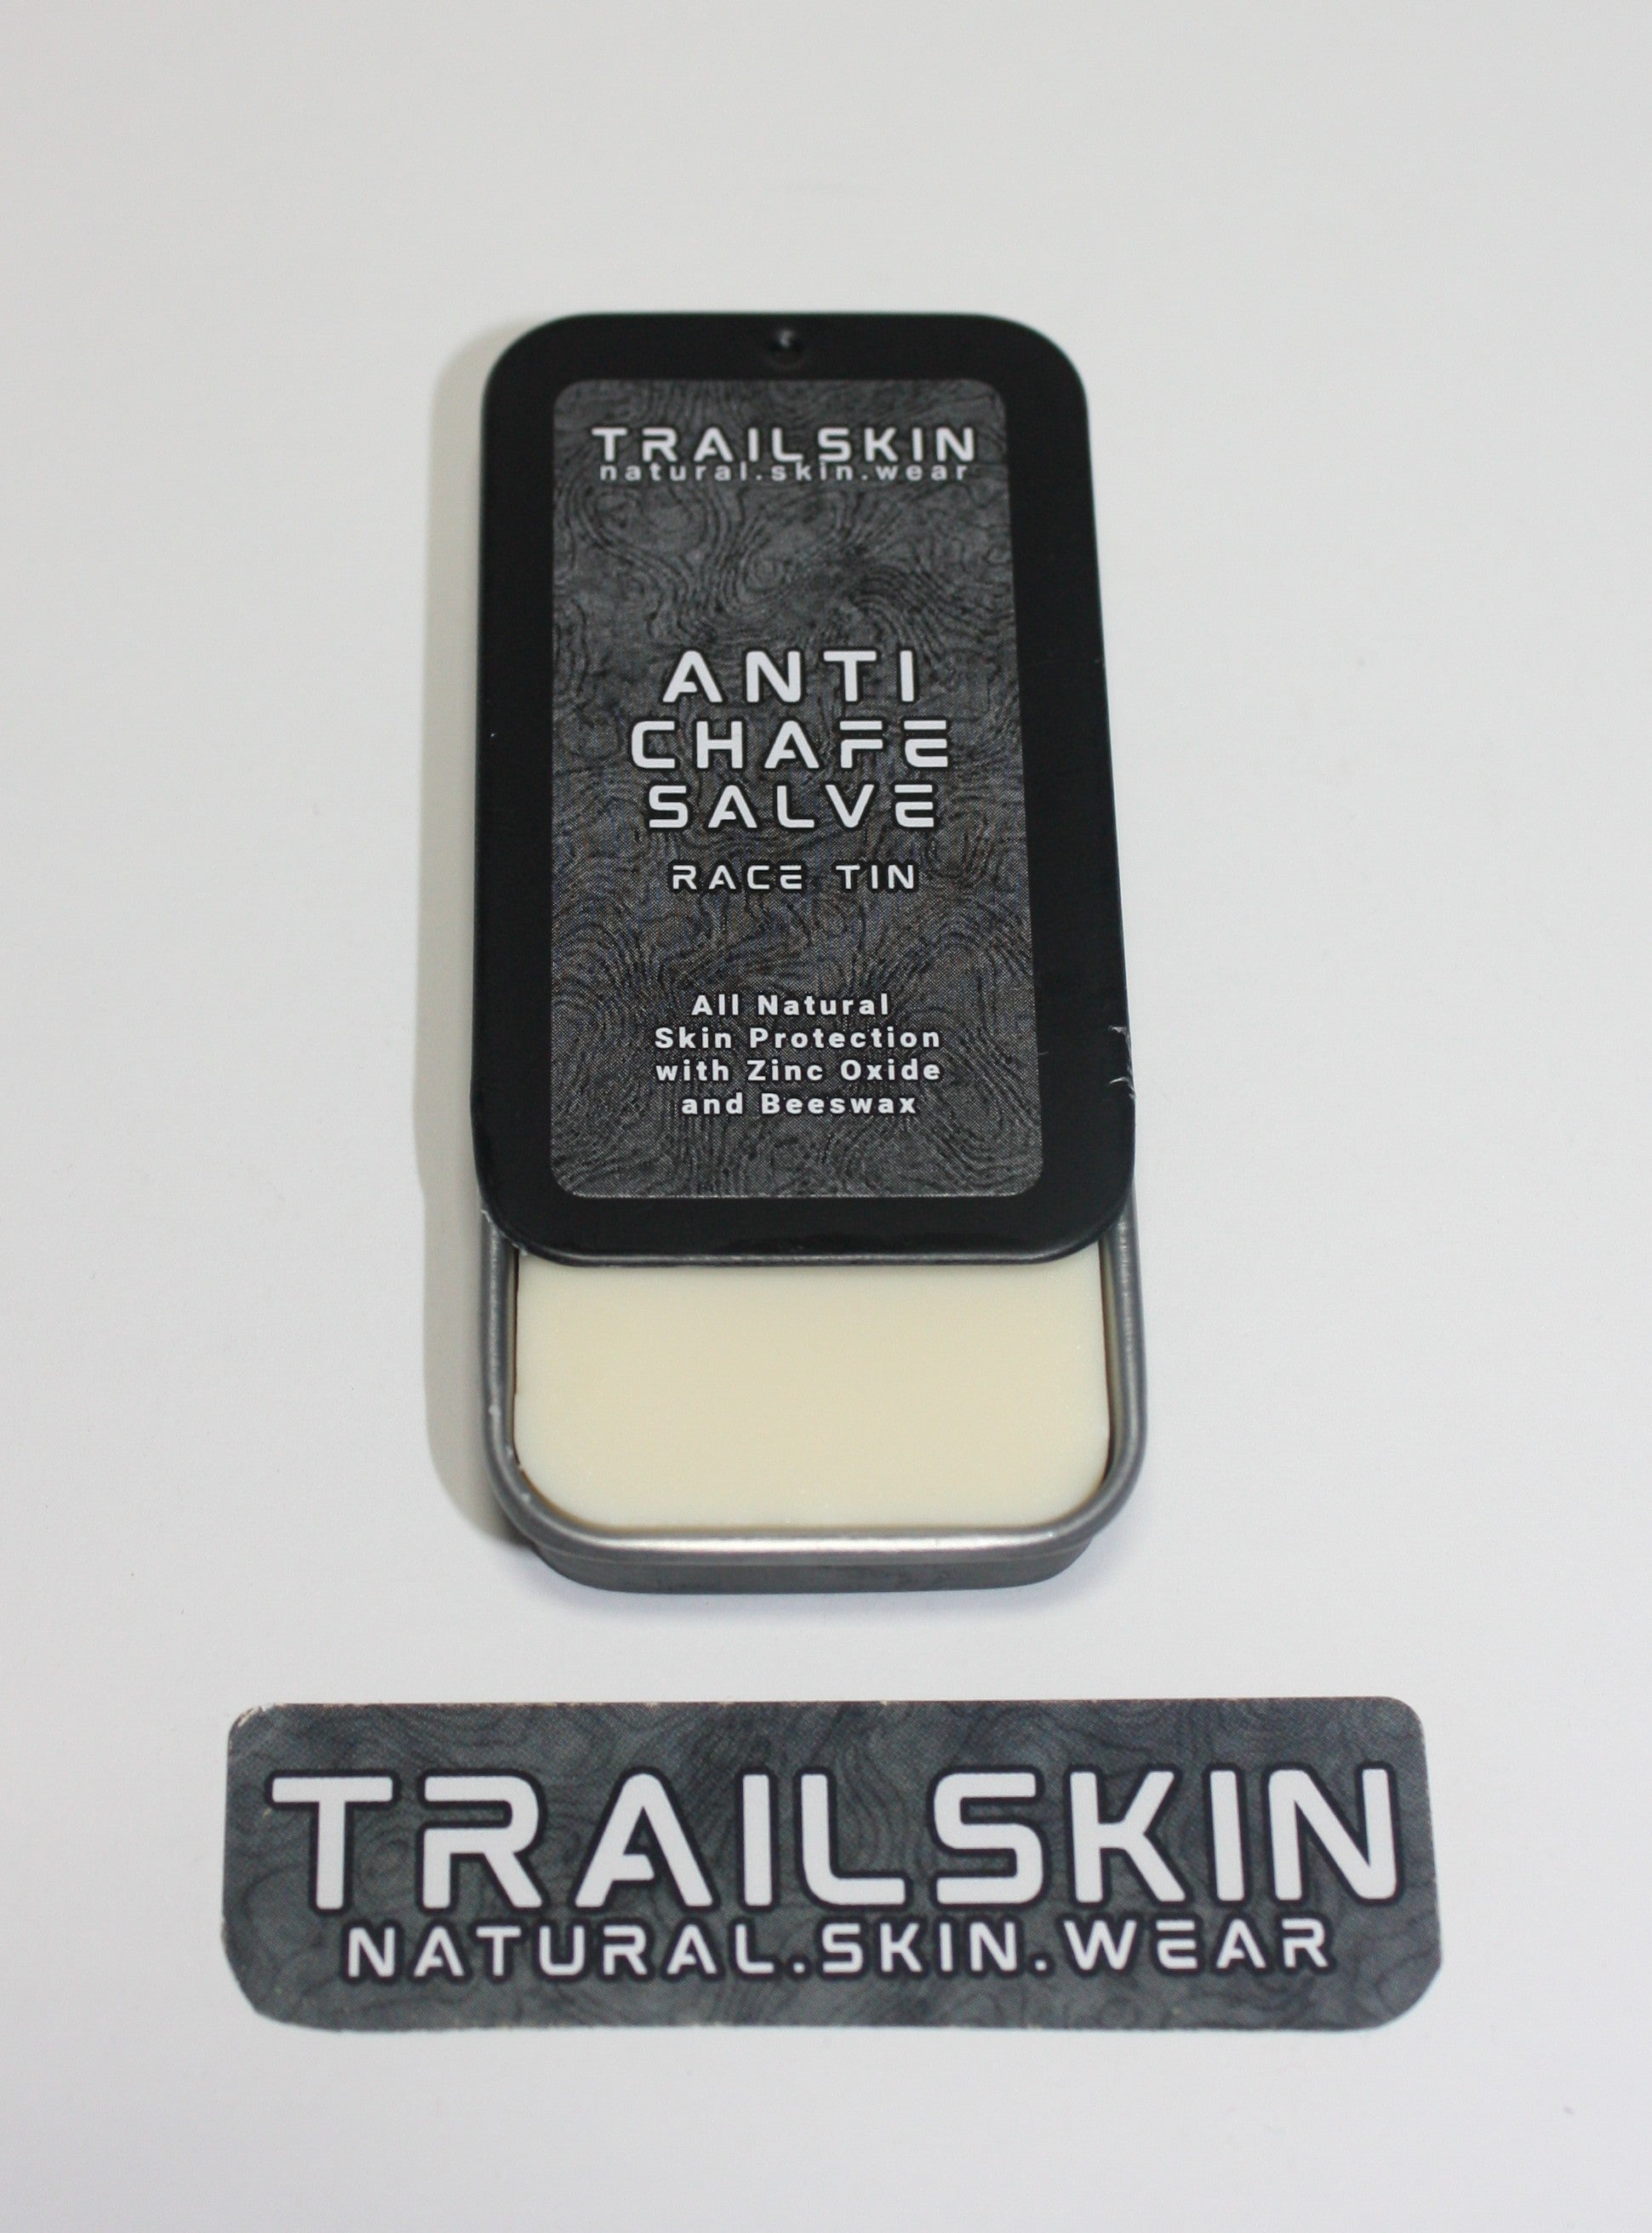 TRAILSKIN
natural.skin.wear
ANTI
CHAFE
SALVE
RACE TIN
All Natural
Skin Protection
with Zinc Oxide
and Beeswax
TRAILSKIN
NATURAL.SKIN.WEAR